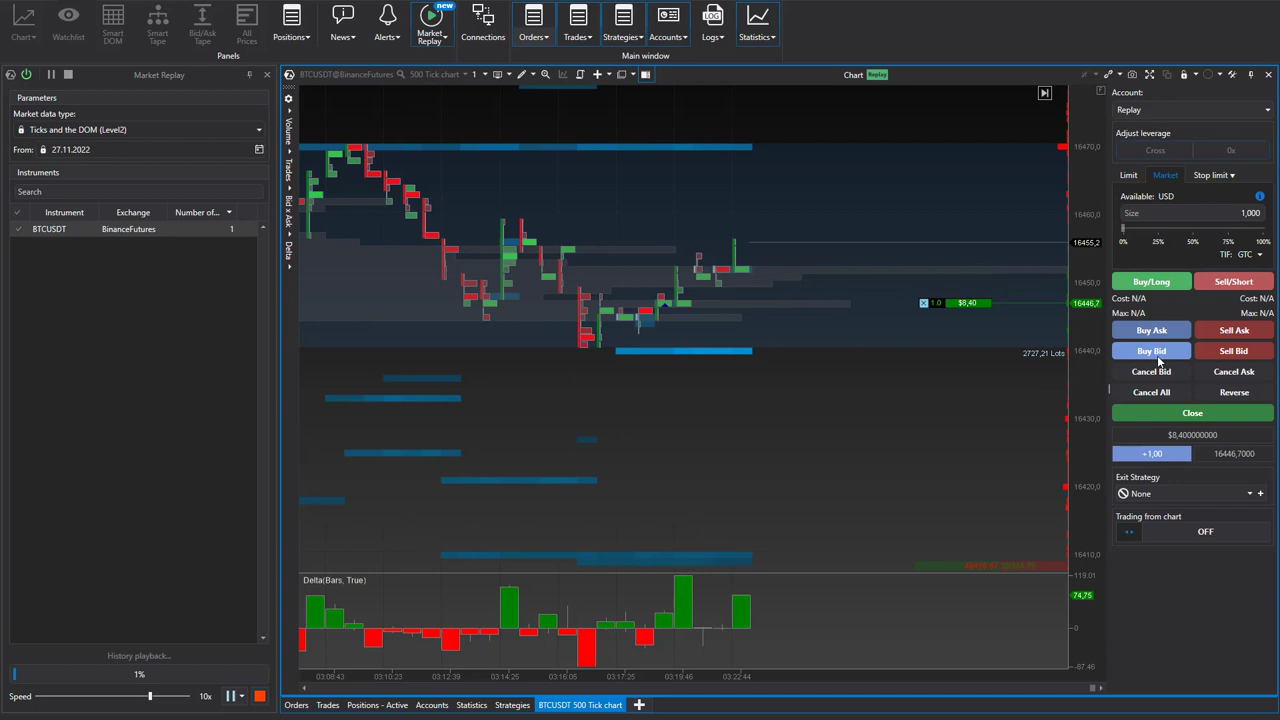 new
Chart
Watchlist
Smart DOM
Smart Tape
Bid/Ask Tape
All Prices
Positions
News
Alerts
Market Replay
Connections
Orders
Trades
Strategies
Accounts
LOG
Logs
Statistics
Panels
Main window
Market Replay
BTCUSDT@BinanceFutures
500 Tick chart
1
Chart
Replay
Parameters
Market data type:
Ticks and the DOM (Level2)
From:
27.11.2022
Instruments
Search
Instrument
Exchange
Number of...
BTCUSDT
BinanceFutures
1
History playback...
1%
Speed
10x
Volume
Trades
Bid x Ask
Delta
F
16470,0
16460,0
16455,2
16450,0
1.0
$8,40
16446,7
16440,0
2727,21 Lots
16430,0
16420,0
16410,0
Delta(Bars, True)
119.01
74,75
0
-87.46
03:08:43
03:10:23
03:12:39
03:14:25
03:16:05
03:17:25
03:19:46
03:22:44
Account:
Replay
Adjust leverage
Cross
0x
Limit
Market
Stop limit
Available:
USD
Size
1,000
0%
25%
50%
75%
100%
TIF:
GTC
Buy/Long
Sell/Short
Cost: N/A
Cost: N/A
Max: N/A
Max: N/A
Buy Ask
Sell Ask
Buy Bid
Sell Bid
Cancel Bid
Cancel Ask
Cancel All
Reverse
Close
$8,400000000
+1,00
16446,7000
Exit Strategy
None
Trading from chart
OFF
Orders
Trades
Positions - Active
Accounts
Statistics
Strategies
BTCUSDT 500 Tick chart